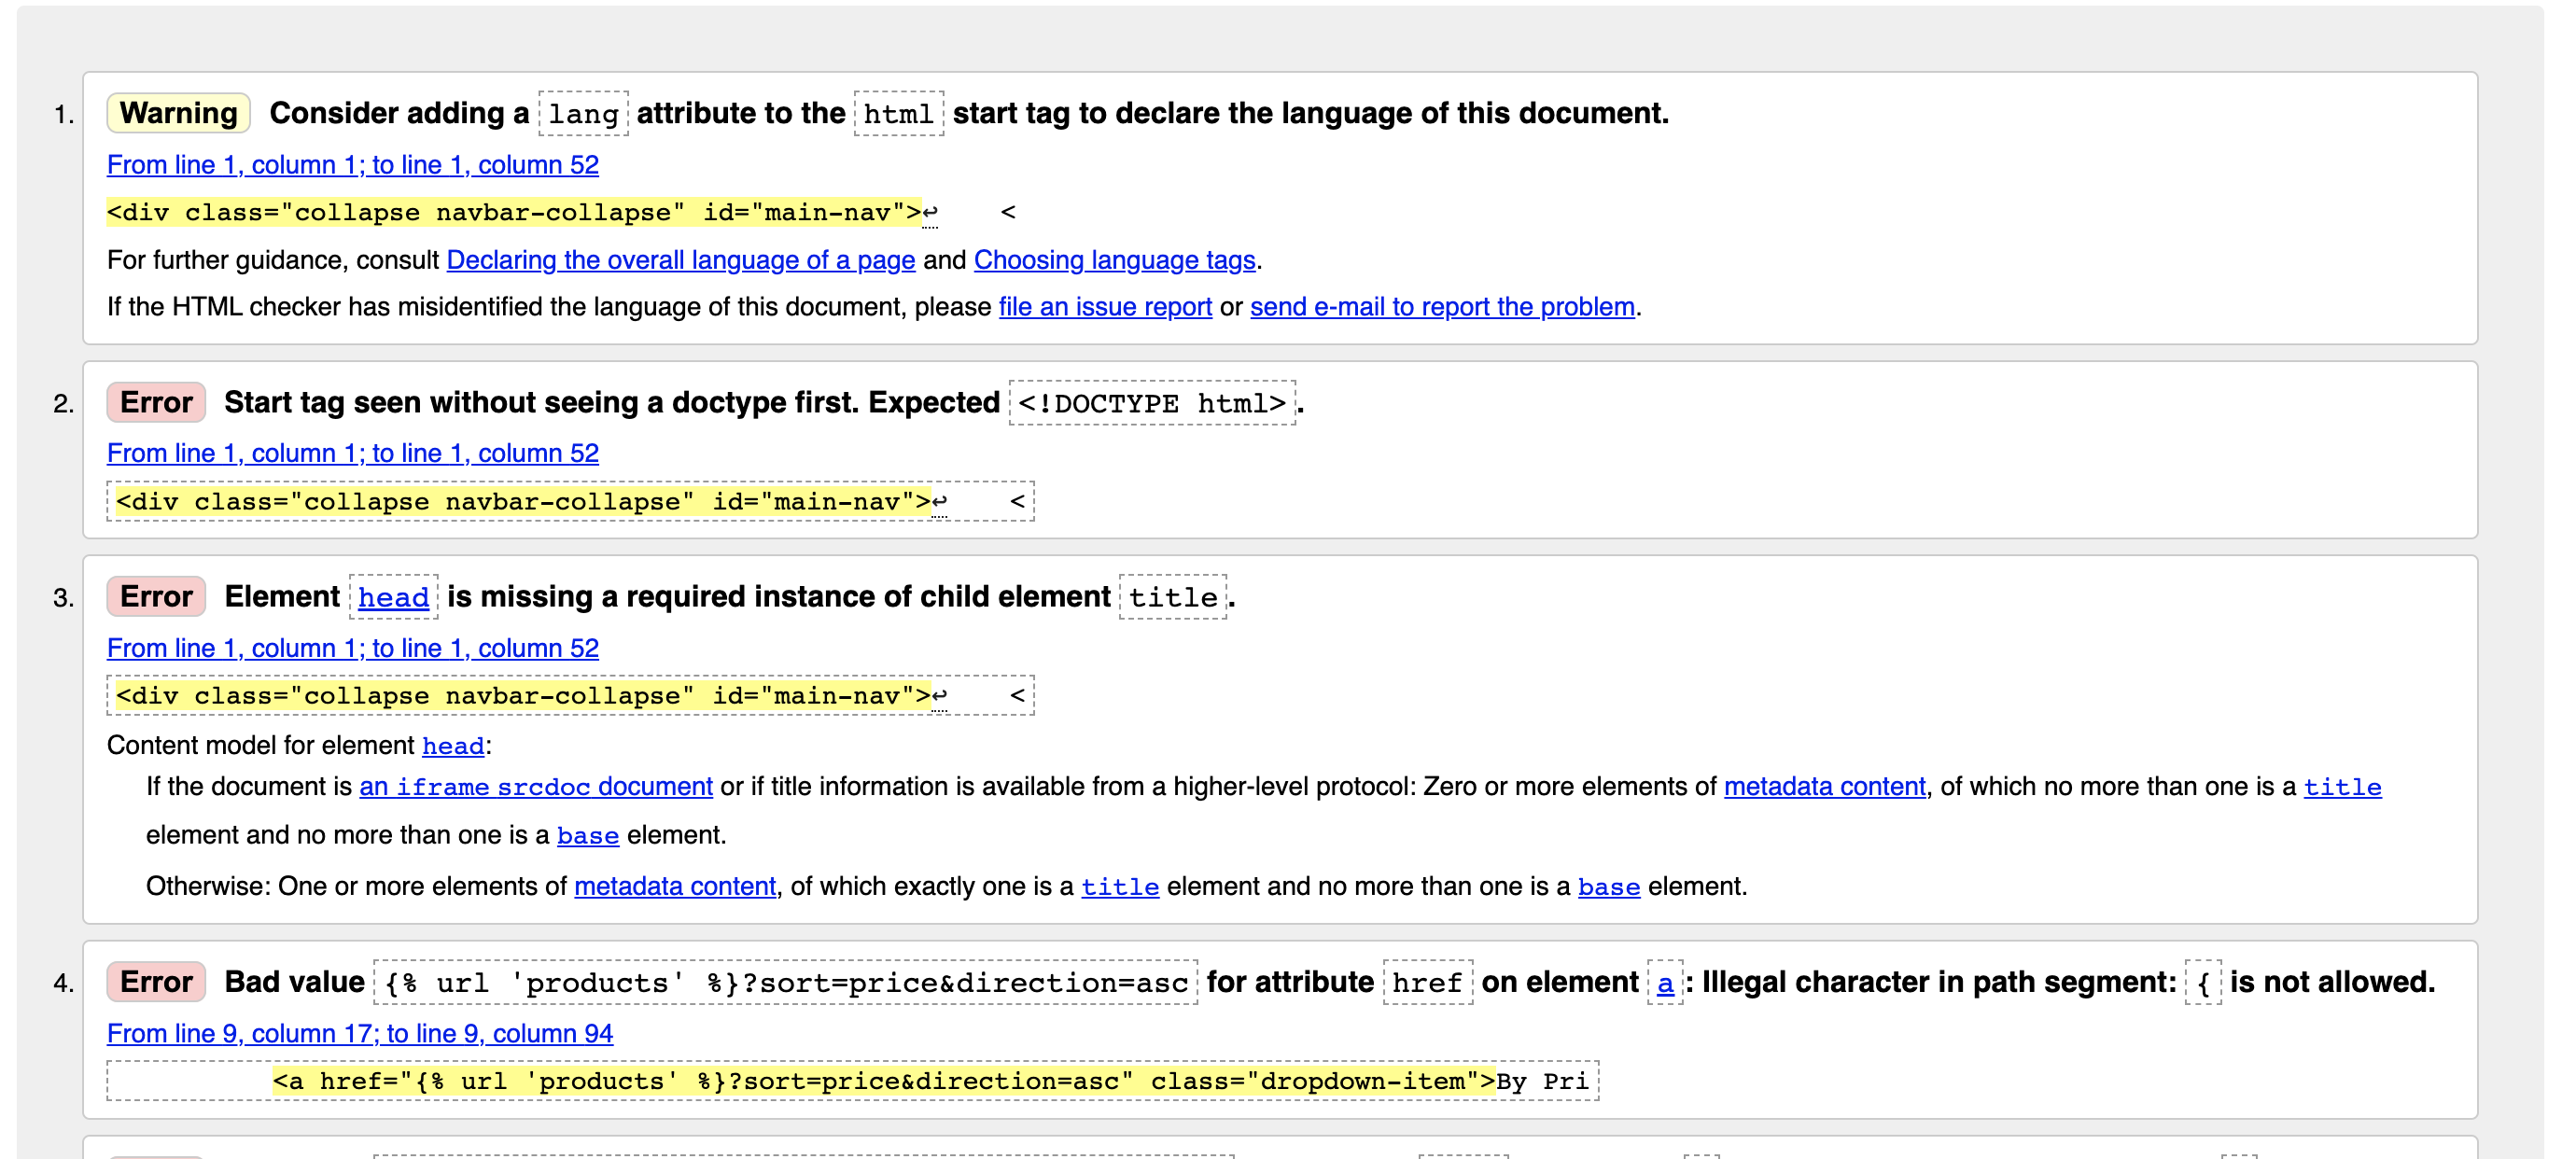 1. Warning Consider adding a lang attribute to the html start tag to declare the language of this document.
From line 1, column 1; to line 1, column 52
<div class="collapse navbar-collapse" id="main-nav">↩    <
For further guidance, consult Declaring the overall language of a page and Choosing language tags.
If the HTML checker has misidentified the language of this document, please file an issue report or send e-mail to report the problem.
2. Error Start tag seen without seeing a doctype first. Expected <!DOCTYPE html>.
From line 1, column 1; to line 1, column 52
<div class="collapse navbar-collapse" id="main-nav">↩    <
3. Error Element head is missing a required instance of child element title.
From line 1, column 1; to line 1, column 52
<div class="collapse navbar-collapse" id="main-nav">↩    <
Content model for element head:
If the document is an iframe srcdoc document or if title information is available from a higher-level protocol: Zero or more elements of metadata content, of which no more than one is a title
element and no more than one is a base element.
Otherwise: One or more elements of metadata content, of which exactly one is a title element and no more than one is a base element.
4. Error Bad value {% url 'products' %}?sort=price&direction=asc for attribute href on element a: Illegal character in path segment: { is not allowed.
From line 9, column 17; to line 9, column 94
<a href="{% url 'products' %}?sort=price&direction=asc" class="dropdown-item">By Pri